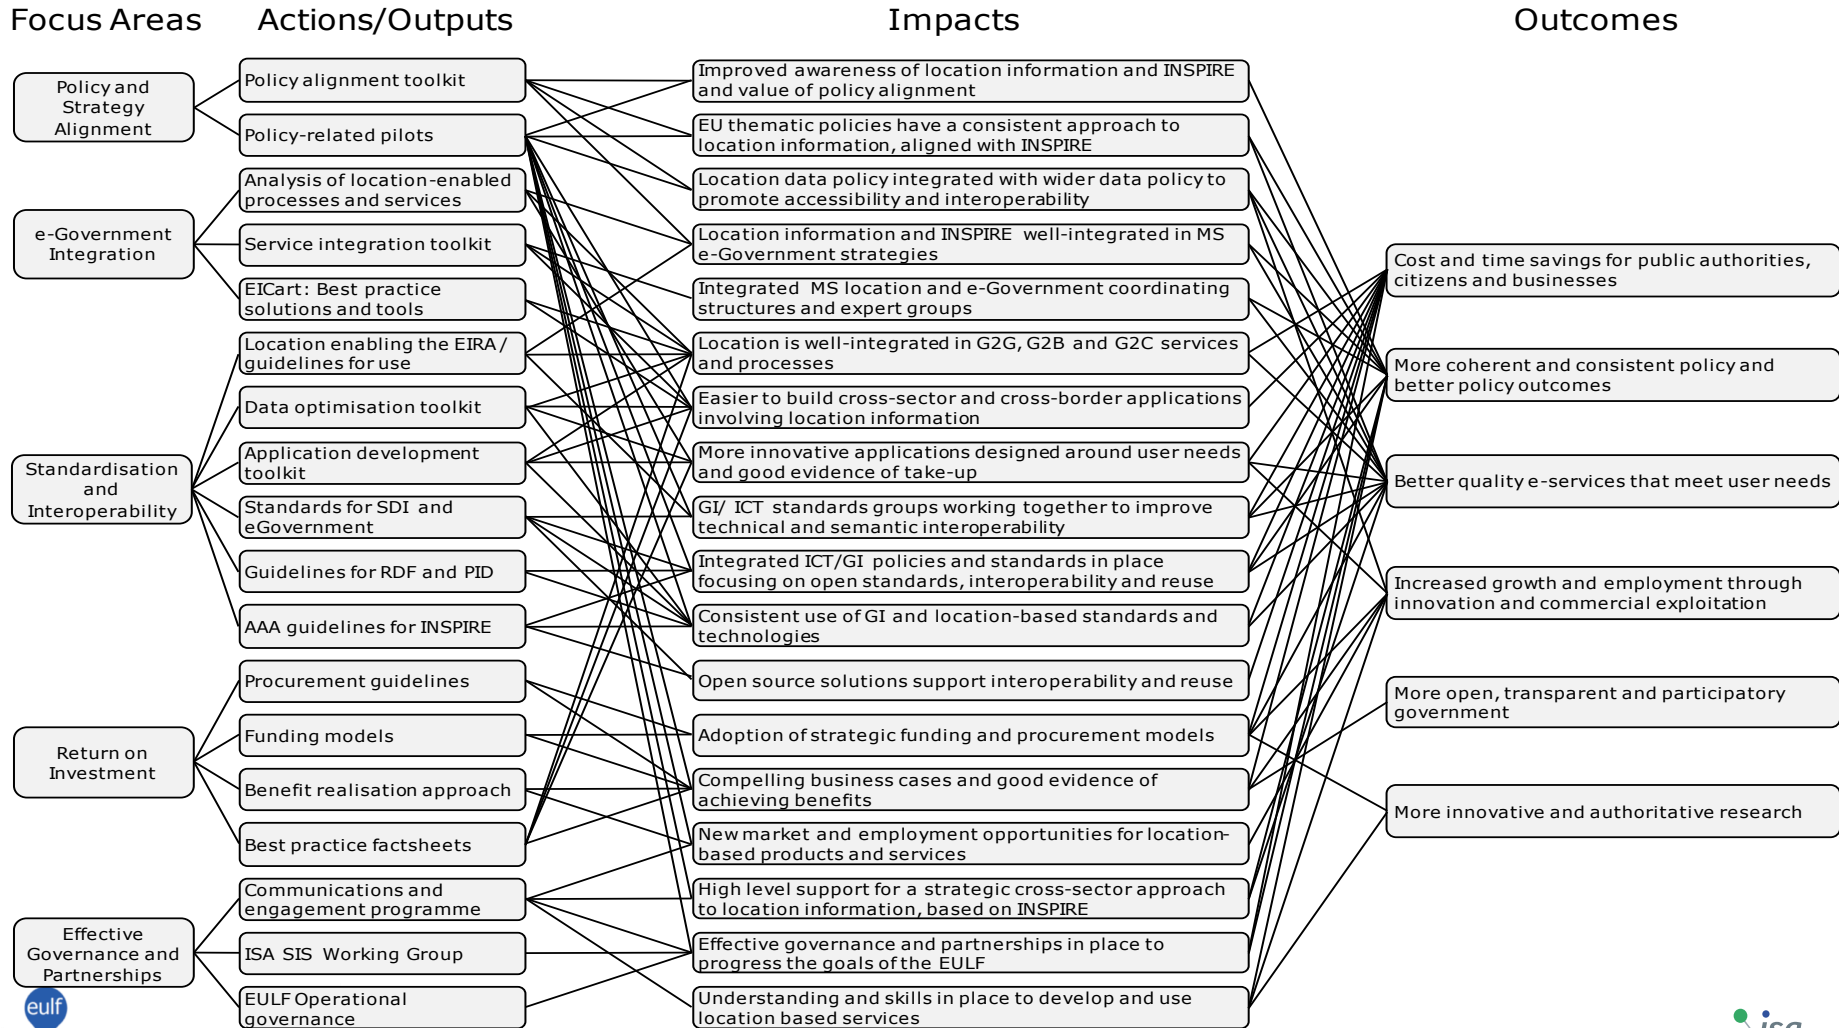 Focus Areas
Actions/Outputs
Impacts
Outcomes
Policy and
Strategy
Alignment
e-Government
Integration
Standardisation
and
Interoperability
Return on
Investment
Effective
Governance and
Partnerships
Policy alignment toolkit
Policy-related pilots
Analysis of location-enabled
processes and services
Service integration toolkit
EICart: Best practice
solutions and tools
Location enabling the EIRA/
guidelines for use
Data optimisation toolkit
Application development
toolkit
Standards for SDI and
eGovernment
Guidelines for RDF and PID
AAA guidelines for INSPIRE
Procurement guidelines
Funding models
Benefit realisation approach
Best practice factsheets
Communications and
engagement programme
ISA SIS Working Group
EULF Operational
governance
Improved awareness of location information and INSPIRE
and value of policy alignment
EU thematic policies have a consistent approach to
location information, aligned with INSPIRE
Location data policy integrated with wider data policy to
promote accessibility and interoperability
Location information and INSPIRE well-integrated in MS
e-Government strategies
Integrated MS location and e-Government coordinating
structures and expert groups
Location is well-integrated in G2G, G2B and G2C services
and processes
Easier to build cross-sector and cross-border applications
involving location information
More innovative applications designed around user needs
and good evidence of take-up
GI/ ICT standards groups working together to improve
technical and semantic interoperability
Integrated ICT/GI policies and standards in place
focusing on open standards, interoperability and reuse
Consistent use of GI and location-based standards and
technologies
Open source solutions support interoperability and reuse
Adoption of strategic funding and procurement models
Compelling business cases and good evidence of
achieving benefits
New market and employment opportunities for location-
based products and services
High level support for a strategic cross-sector approach
to location information, based on INSPIRE
Effective governance and partnerships in place to
progress the goals of the EULF
Understanding and skills in place to develop and use
location based services
Cost and time savings for public authorities,
citizens and businesses
More coherent and consistent policy and
better policy outcomes
Better quality e-services that meet user needs
Increased growth and employment through
innovation and commercial exploitation
More open, transparent and participatory
government
More innovative and authoritative research
eulf
isa